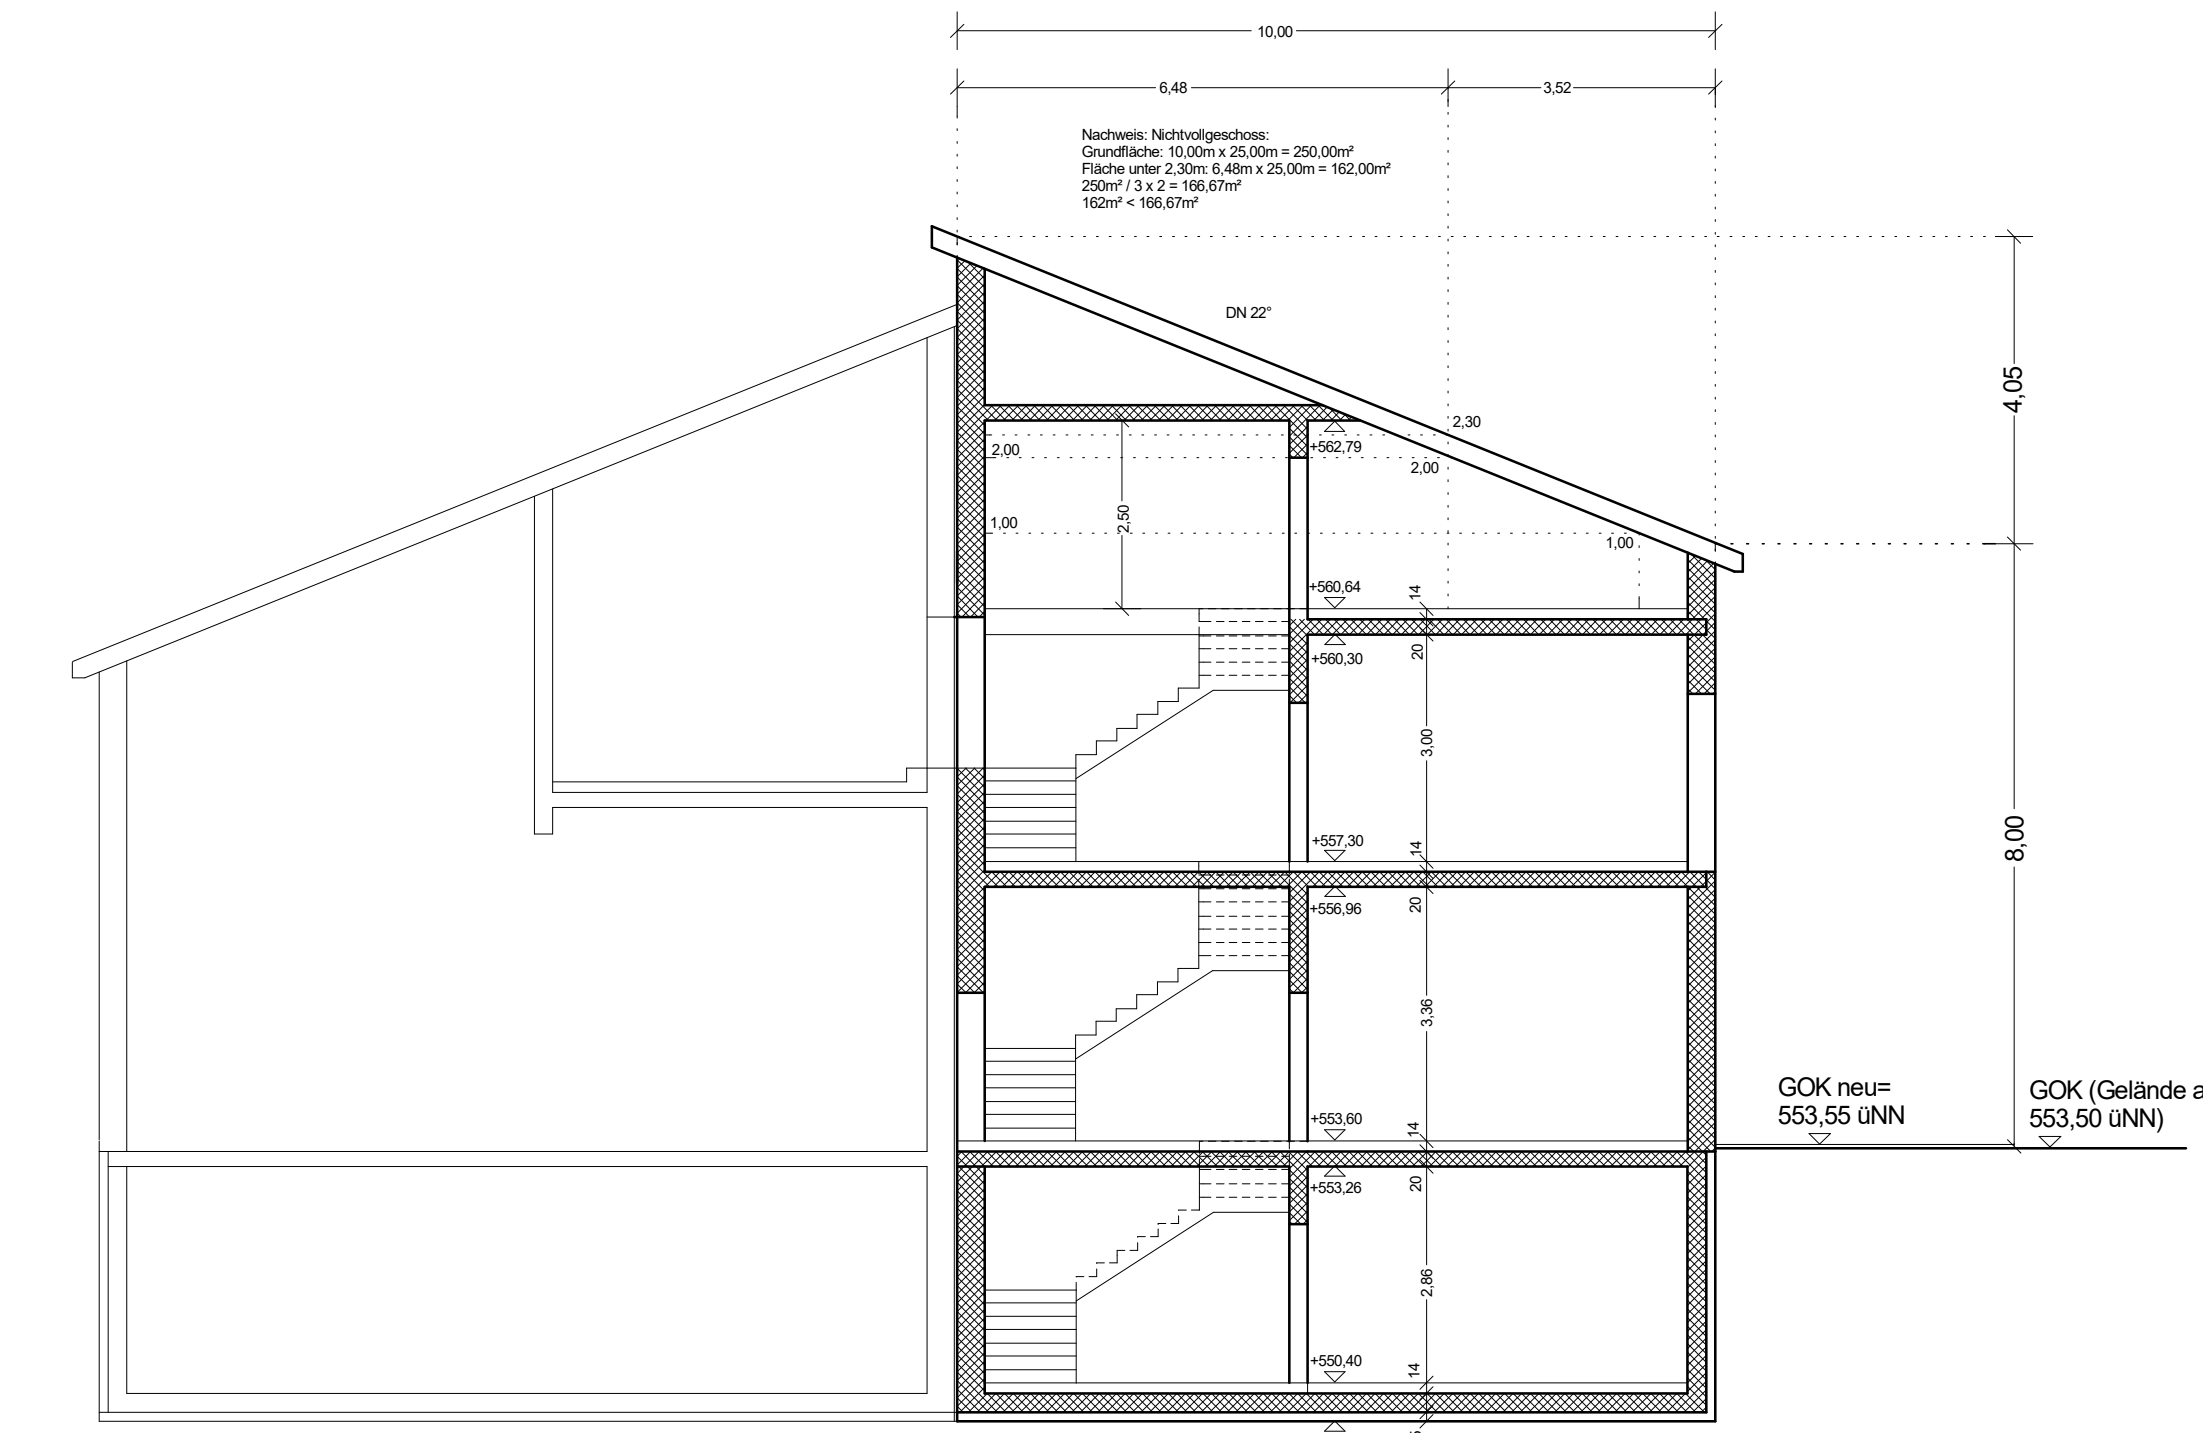 10,00
6,48
3,52
Nachweis: Nichtvollgeschoss:
Grundfläche: 10,00m x 25,00m = 250,00m²
Fläche unter 2,30m: 6,48m x 25,00m = 162,00m²
250m² / 3 x 2 = 166,67m²
162m² < 166,67m²
DN 22°
4,05
2,30
+562,79
2,00
2,00
2,50
1,00
1,00
+560,64
14
+560,30
20
3,00
8,00
+557,30
14
+556,96
20
3,36
GOK neu=
553,55 üNN
GOK (Gelände a
553,50 üNN)
+553,60
14
+553,26
20
2,86
+550,40
14